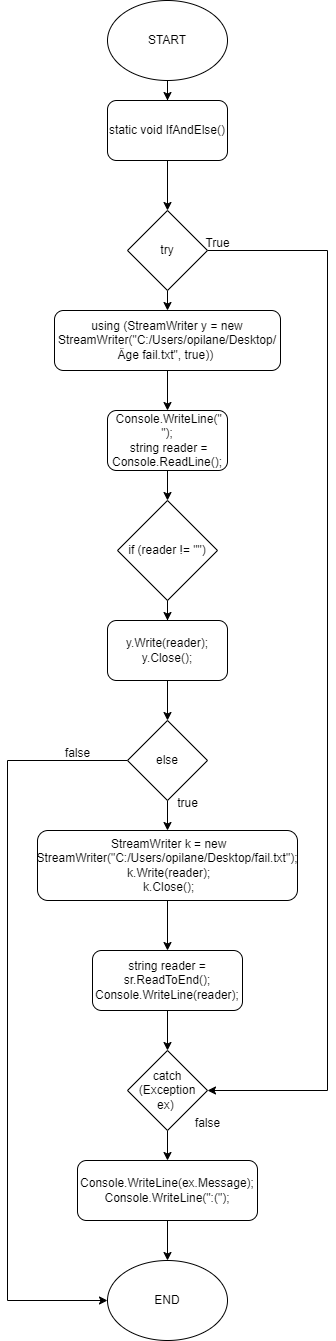 START
static void IfAndElse()
try
True
using (StreamWriter y = new
StreamWriter("C:/Users/opilane/Desktop/
Äge fail.txt", true))
Console.WriteLine("
");
string reader =
Console.ReadLine();
if (reader != "")
y.Write(reader);
y.Close();
false
else
true
StreamWriter k = new
StreamWriter("C:/Users/opilane/Desktop/fail.txt");
k.Write(reader);
k.Close();
string reader =
sr.ReadToEnd();
Console.WriteLine(reader);
catch
(Exception
ex)
false
Console.WriteLine(ex.Message);
Console.WriteLine(":(");
END